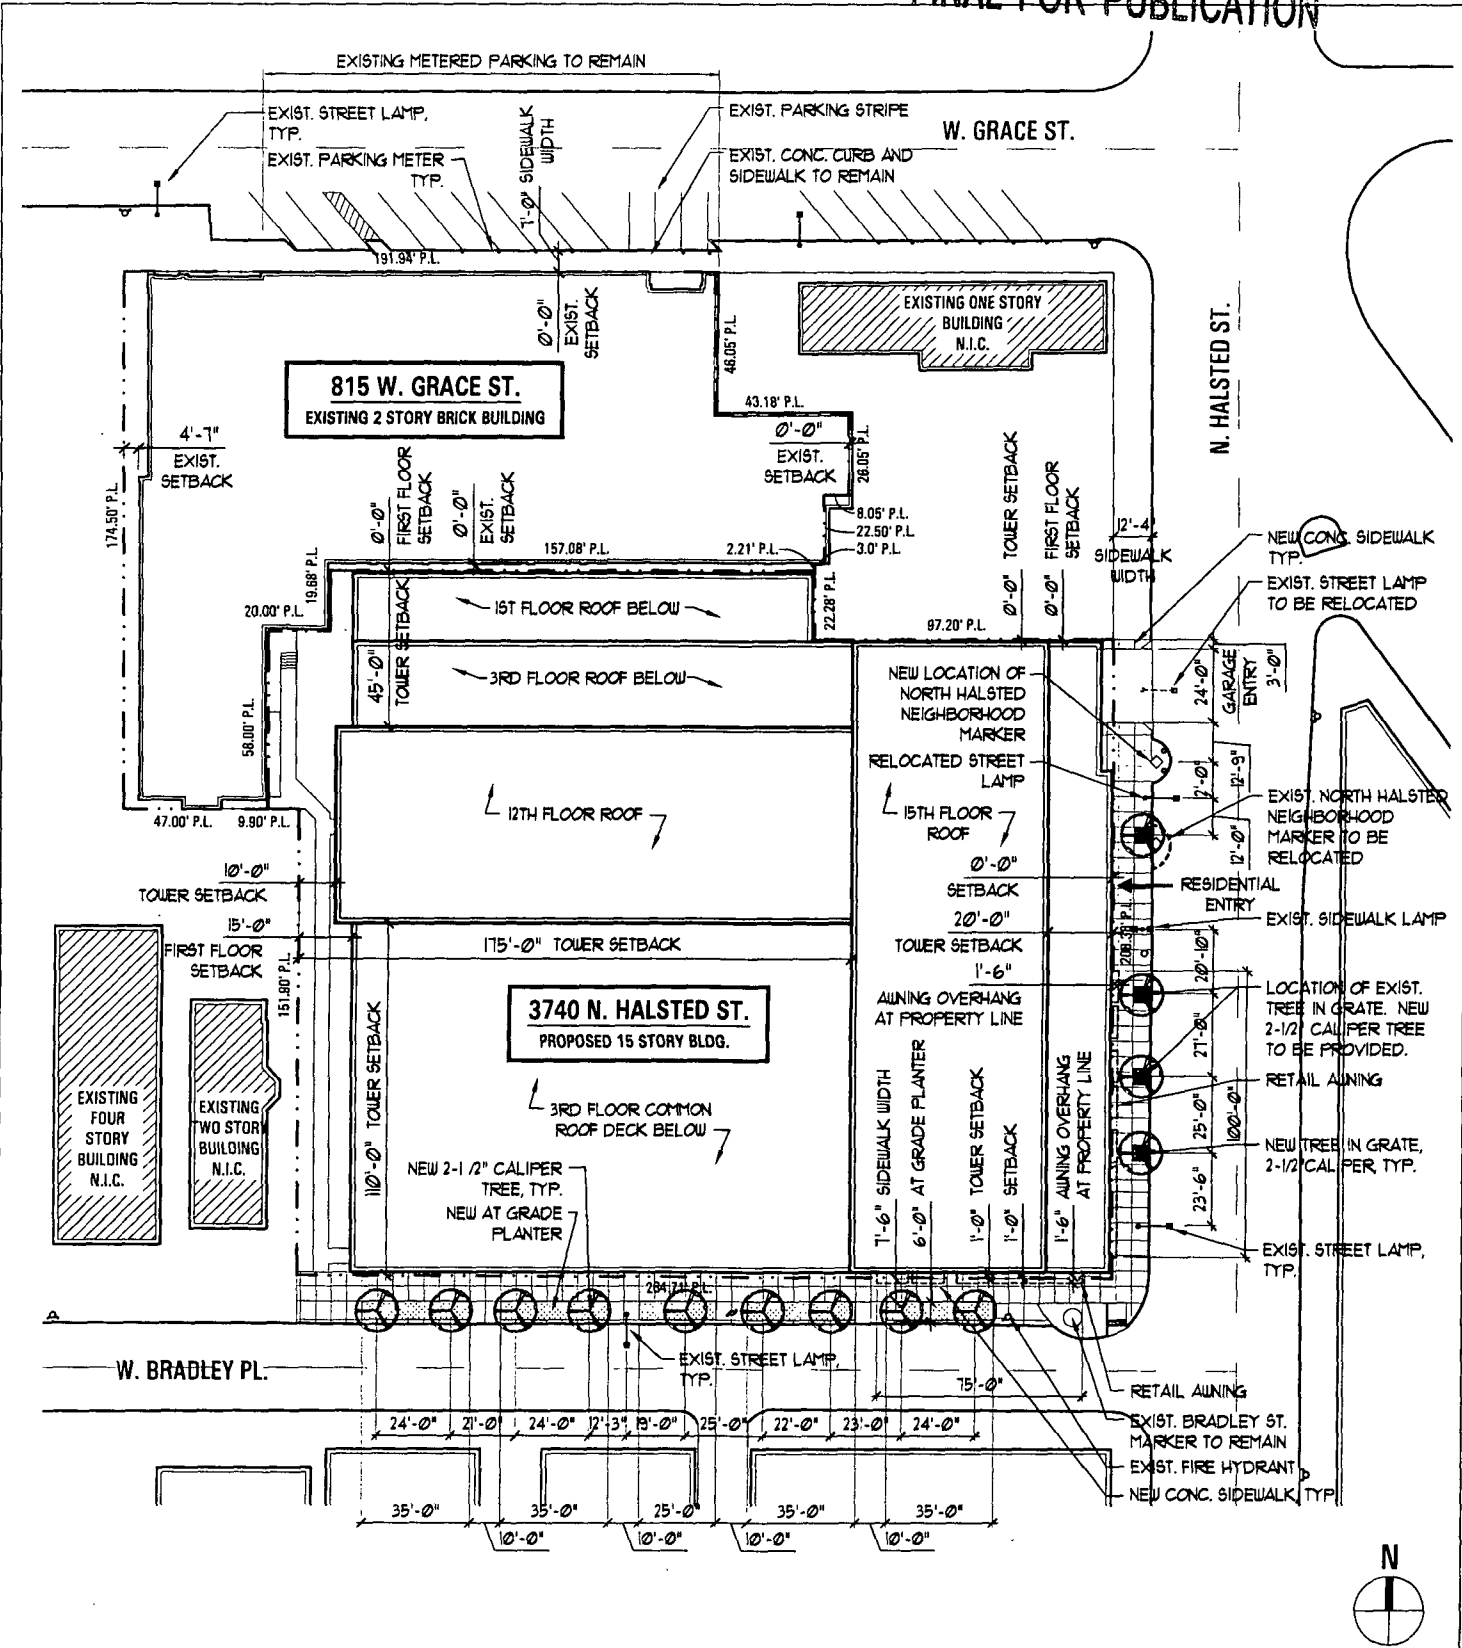 FINAL FOR PUBLICATION
EXISTING METERED PARKING TO REMAIN
EXIST. STREET LAMP,
TYP.
EXIST. PARKING METER
TYP.
7'-0" SIDEWALK
WIDTH
EXIST. PARKING STRIPE
EXIST. CONC. CURB AND
SIDEWALK TO REMAIN
W. GRACE ST.
191.94' P.L.
0'-0"
EXIST.
SETBACK
46.05' P.L.
EXISTING ONE STORY
BUILDING
N.I.C.
N. HALSTED ST.
815 W. GRACE ST.
EXISTING 2 STORY BRICK BUILDING
43.18' P.L.
0'-0"
EXIST.
SETBACK
26.05' P.L.
4'-7"
EXIST.
SETBACK
174.50' P.L.
0'-0"
FIRST FLOOR
SETBACK
0'-0"
EXIST.
SETBACK
8.05' P.L.
22.50' P.L.
3.0' P.L.
157.08' P.L.
2.21' P.L.
0'-0" TOWER SETBACK
0'-0" FIRST FLOOR
SETBACK
12'-4"
SIDEWALK
WIDTH
NEW CONC. SIDEWALK
TYP.
EXIST. STREET LAMP
TO BE RELOCATED
19.68' P.L.
20.00' P.L.
1ST FLOOR ROOF BELOW
22.28' P.L.
97.20' P.L.
45'-0"
TOWER SETBACK
3RD FLOOR ROOF BELOW
NEW LOCATION OF
NORTH HALSTED
NEIGHBORHOOD
MARKER
24'-0"
GARAGE
ENTRY
3'-0"
58.00' P.L.
RELOCATED STREET
LAMP
12'-9"
EXIST. NORTH HALSTED
NEIGHBORHOOD
MARKER TO BE
RELOCATED
12TH FLOOR ROOF
15TH FLOOR
ROOF
12'-0"
47.00' P.L.
9.90' P.L.
10'-0"
TOWER SETBACK
0'-0"
SETBACK
RESIDENTIAL
ENTRY
15'-0"
FIRST FLOOR
SETBACK
175'-0" TOWER SETBACK
20'-0"
TOWER SETBACK
EXIST. SIDEWALK LAMP
20'-10"
151.90' P.L.
1'-6"
AWNING OVERHANG
AT PROPERTY LINE
3740 N. HALSTED ST.
PROPOSED 15 STORY BLDG.
LOCATION OF EXIST.
TREE IN GRATE. NEW
2-1/2" CALIPER TREE
TO BE PROVIDED.
RETAIL AWNING
110'-0" TOWER SETBACK
EXISTING
FOUR
STORY
BUILDING
N.I.C.
EXISTING
TWO STORY
BUILDING
N.I.C.
3RD FLOOR COMMON
ROOF DECK BELOW
7'-6" SIDEWALK WIDTH
6'-0" AT GRADE PLANTER
1'-0" TOWER SETBACK
1'-0" SETBACK
1'-6" AWNING OVERHANG
AT PROPERTY LINE
25'-0"
100'-0"
23'-6"
NEW TREE IN GRATE,
2-1/2" CALIPER, TYP.
NEW 2-1/2" CALIPER
TREE, TYP.
NEW AT GRADE
PLANTER
EXIST. STREET LAMP,
TYP.
264.71' P.L.
W. BRADLEY PL.
EXIST. STREET LAMP,
TYP.
75'-0"
RETAIL AWNING
EXIST. BRADLEY ST.
MARKER TO REMAIN
EXIST. FIRE HYDRANT
NEW CONC. SIDEWALK, TYP
24'-0" 21'-0" 24'-0" 12'-3" 25'-0" 22'-0" 23'-0" 24'-0"
35'-0" 35'-0" 25'-0" 35'-0" 35'-0"
10'-0" 10'-0" 10'-0" 10'-0"
N